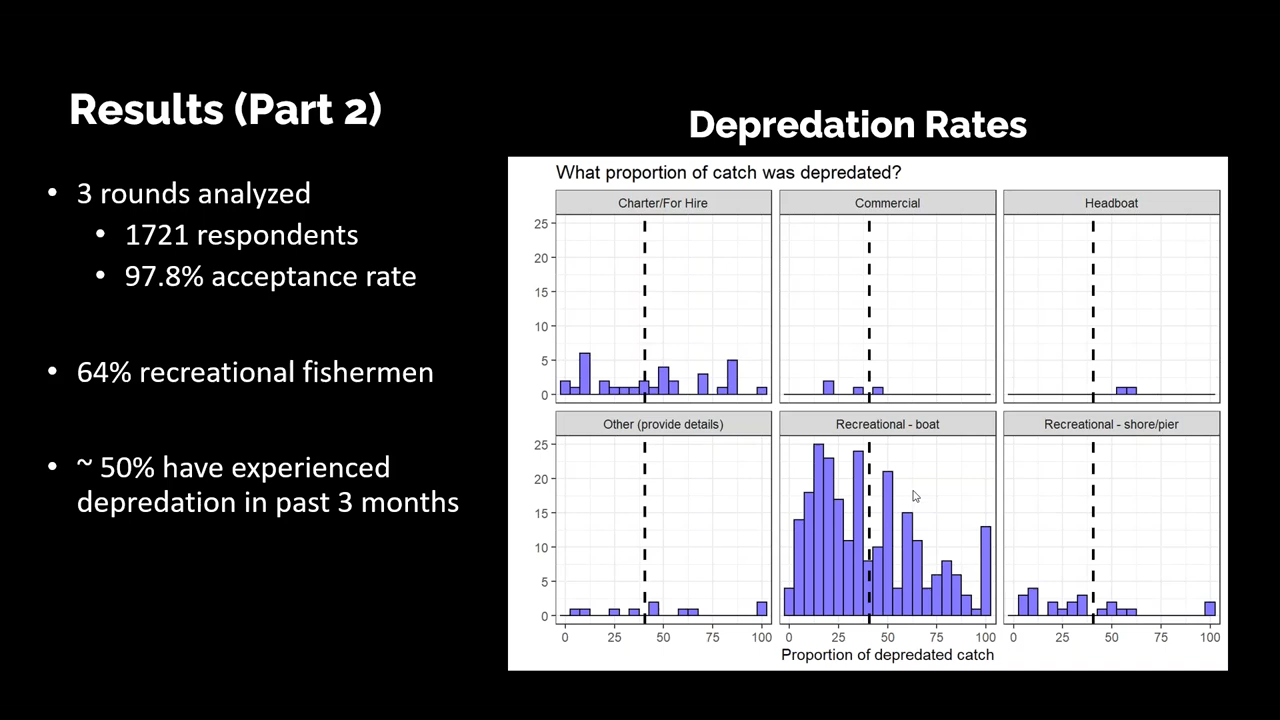 Results (Part 2)
• 3 rounds analyzed
• 1721 respondents
• 97.8% acceptance rate
• 64% recreational fishermen
• ~ 50% have experienced
depredation in past 3 months
Depredation Rates
What proportion of catch was depredated?
Charter/For Hire
Commercial
Headboat
25
20
15
10
5
0
Other (provide details)
Recreational - boat
Recreational - shore/pier
25
20
15
10
5
0
0 25 50 75 100
0 25 50 75 100
0 25 50 75 100
Proportion of depredated catch